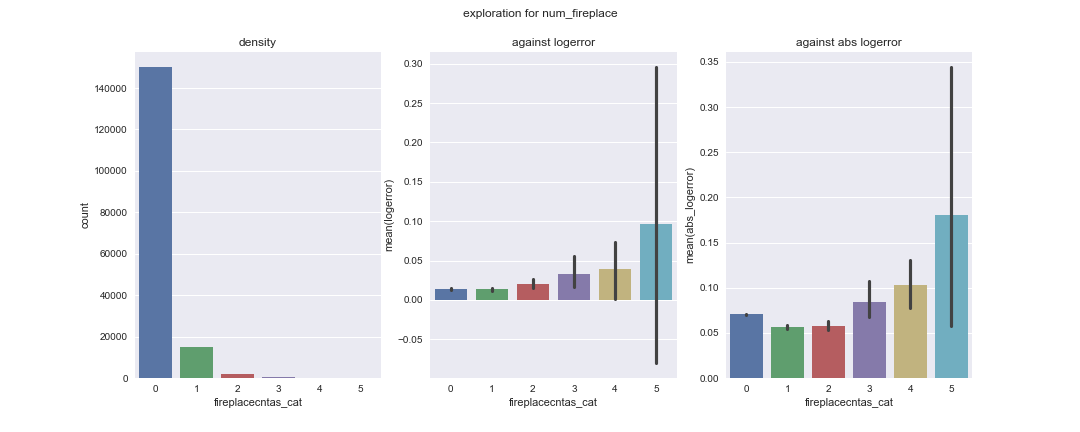 exploration for num_fireplace
density
count
140000
120000
100000
80000
60000
40000
20000
0
0 1 2 3 4 5
fireplacecntas_cat
against logerror
mean(logerror)
0.30
0.25
0.20
0.15
0.10
0.05
0.00
−0.05
0 1 2 3 4 5
fireplacecntas_cat
against abs logerror
mean(abs_logerror)
0.35
0.30
0.25
0.20
0.15
0.10
0.05
0.00
0 1 2 3 4 5
fireplacecntas_cat